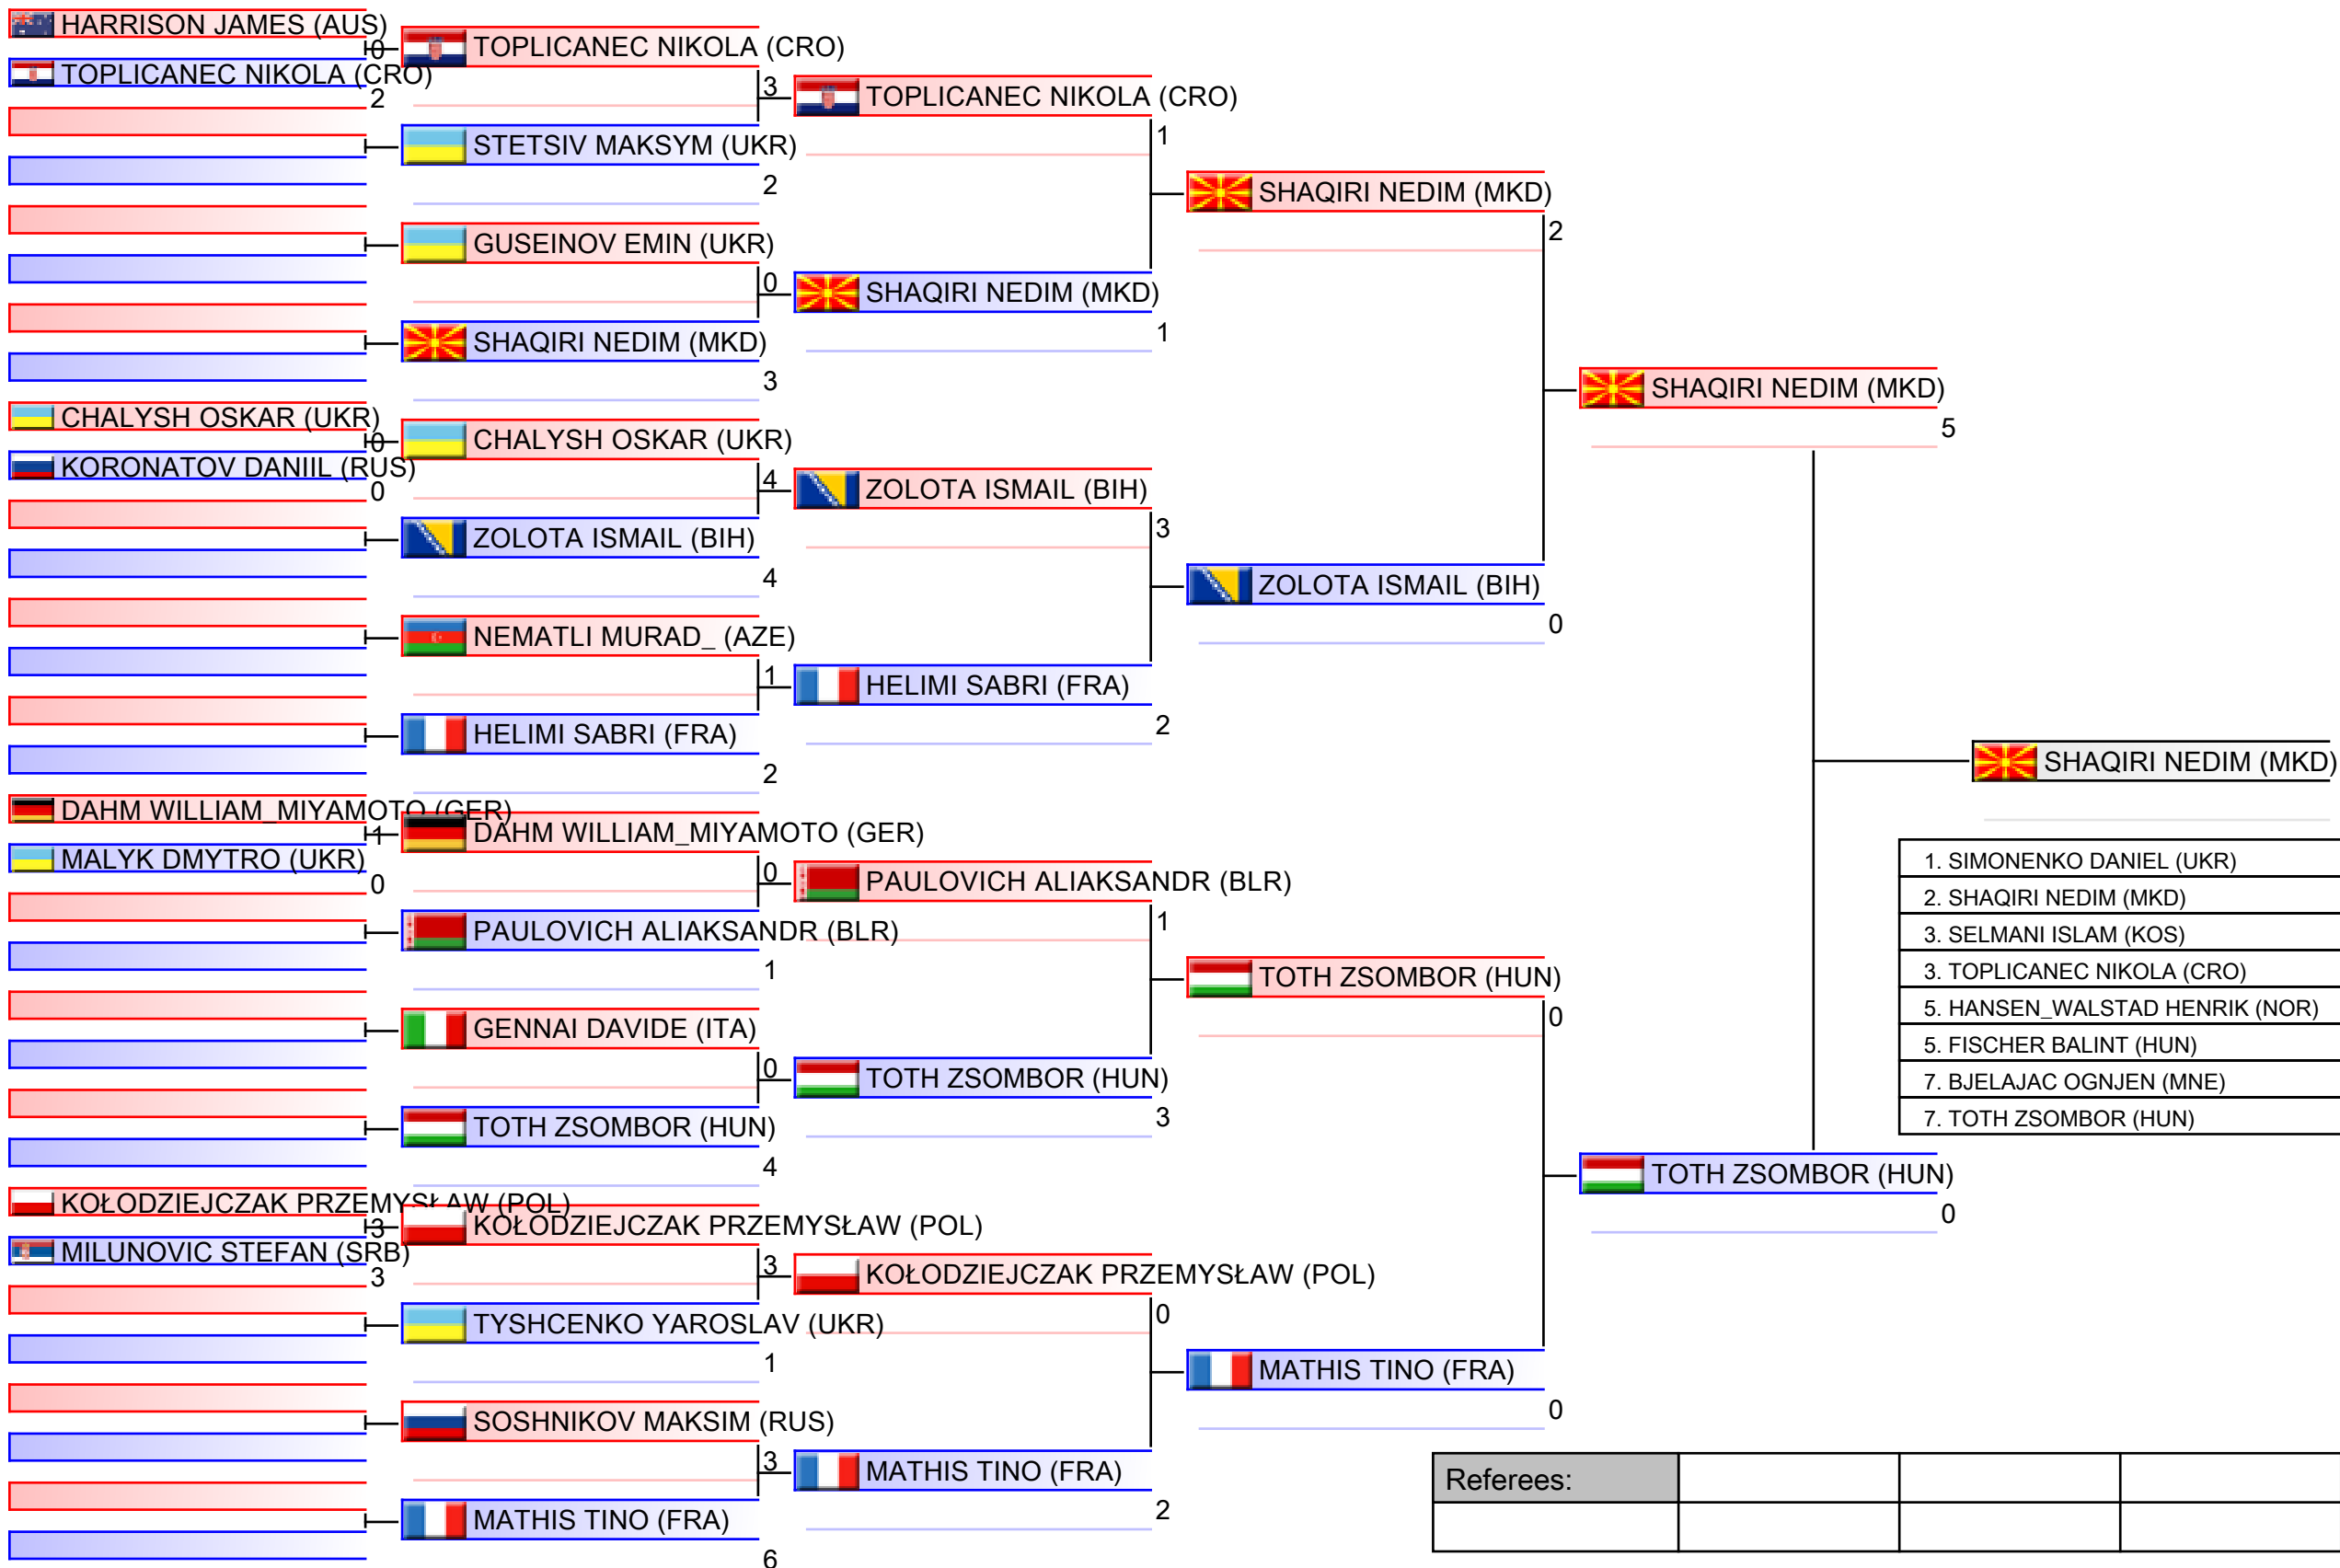 HARRISON JAMES (AUS)
0
TOPLICANEC NIKOLA (CRO)
2
CHALYSH OSKAR (UKR)
0
KORONATOV DANIIL (RUS)
0
DAHM WILLIAM_MIYAMOTO (GER)
1
MALYK DMYTRO (UKR)
0
KOŁODZIEJCZAK PRZEMYSŁAW (POL)
3
MILUNOVIC STEFAN (SRB)
3
TOPLICANEC NIKOLA (CRO)
3
STETSIV MAKSYM (UKR)
2
GUSEINOV EMIN (UKR)
0
SHAQIRI NEDIM (MKD)
3
CHALYSH OSKAR (UKR)
4
ZOLOTA ISMAIL (BIH)
4
NEMATLI MURAD_ (AZE)
1
HELIMI SABRI (FRA)
2
DAHM WILLIAM_MIYAMOTO (GER)
0
PAULOVICH ALIAKSANDR (BLR)
1
GENNAI DAVIDE (ITA)
0
TOTH ZSOMBOR (HUN)
4
KOŁODZIEJCZAK PRZEMYSŁAW (POL)
3
TYSHCENKO YAROSLAV (UKR)
1
SOSHNIKOV MAKSIM (RUS)
3
MATHIS TINO (FRA)
6
TOPLICANEC NIKOLA (CRO)
1
SHAQIRI NEDIM (MKD)
1
ZOLOTA ISMAIL (BIH)
3
HELIMI SABRI (FRA)
2
PAULOVICH ALIAKSANDR (BLR)
1
TOTH ZSOMBOR (HUN)
3
KOŁODZIEJCZAK PRZEMYSŁAW (POL)
0
MATHIS TINO (FRA)
2
SHAQIRI NEDIM (MKD)
2
ZOLOTA ISMAIL (BIH)
0
TOTH ZSOMBOR (HUN)
0
MATHIS TINO (FRA)
0
SHAQIRI NEDIM (MKD)
5
TOTH ZSOMBOR (HUN)
0
SHAQIRI NEDIM (MKD)
1. SIMONENKO DANIEL (UKR)
2. SHAQIRI NEDIM (MKD)
3. SELMANI ISLAM (KOS)
3. TOPLICANEC NIKOLA (CRO)
5. HANSEN_WALSTAD HENRIK (NOR)
5. FISCHER BALINT (HUN)
7. BJELAJAC OGNJEN (MNE)
7. TOTH ZSOMBOR (HUN)
Referees: